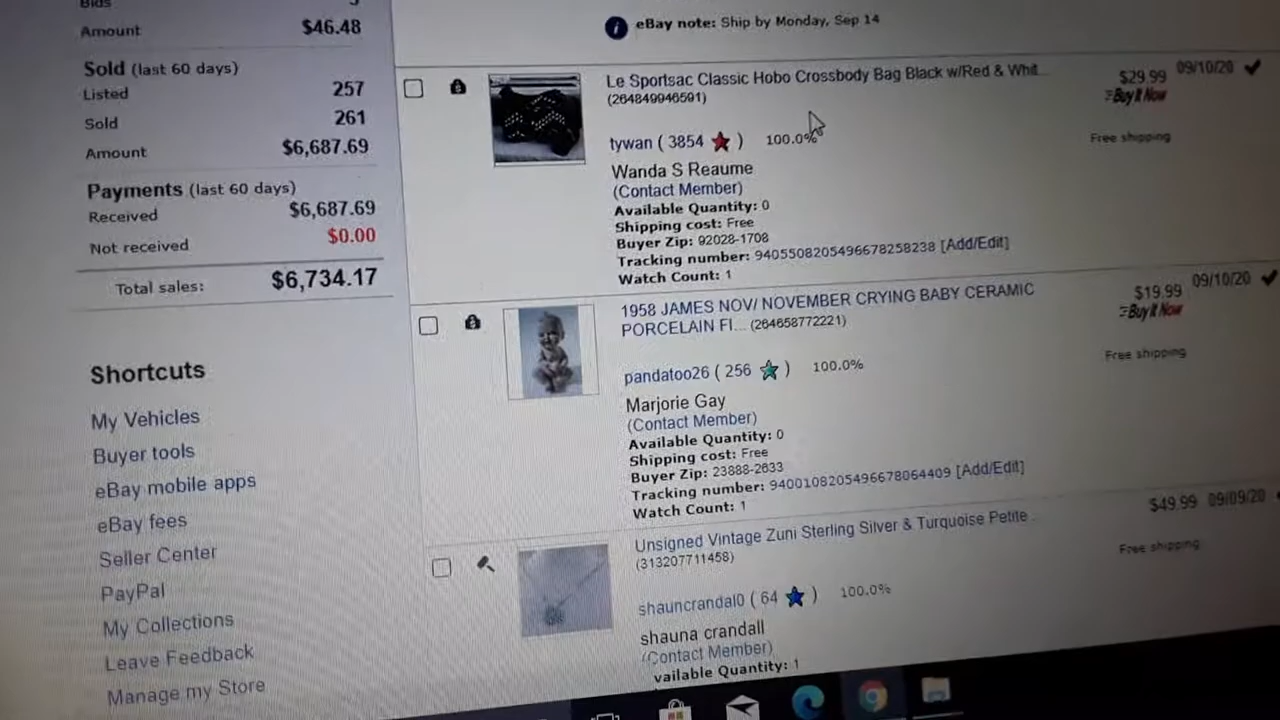 Bids
Amount $46.48
Sold (last 60 days)
Listed 257
Sold 261
Amount $6,687.69
Payments (last 60 days)
Received $6,687.69
Not received $0.00
Total sales: $6,734.17
Shortcuts
My Vehicles
Buyer tools
eBay mobile apps
eBay fees
Seller Center
PayPal
My Collections
Leave Feedback
Manage my Store
eBay note: Ship by Monday, Sep 14
Le Sportsac Classic Hobo Crossbody Bag Black w/Red & Whit... $29.99 09/10/20
(264849946591) Buy It Now
tywan ( 3854 ) 100.0% Free shipping
Wanda S Reaume
(Contact Member)
Available Quantity: 0
Shipping cost: Free
Buyer Zip: 92028-1708
Tracking number: 9405508205496678258238 [Add/Edit]
Watch Count: 1
1958 JAMES NOV/ NOVEMBER CRYING BABY CERAMIC $19.99 09/10/20
PORCELAIN FI... (264658772221) Buy It Now
pandatoo26 ( 256 ) 100.0% Free shipping
Marjorie Gay
(Contact Member)
Available Quantity: 0
Shipping cost: Free
Buyer Zip: 23888-2633
Tracking number: 9400108205496678064409 [Add/Edit]
Watch Count: 1
Unsigned Vintage Zuni Sterling Silver & Turquoise Petite... $49.99 09/09/20
(313207711458) Free shipping
shauncrandal0 ( 64 ) 100.0%
shauna crandall
(Contact Member)
vailable Quantity: 1